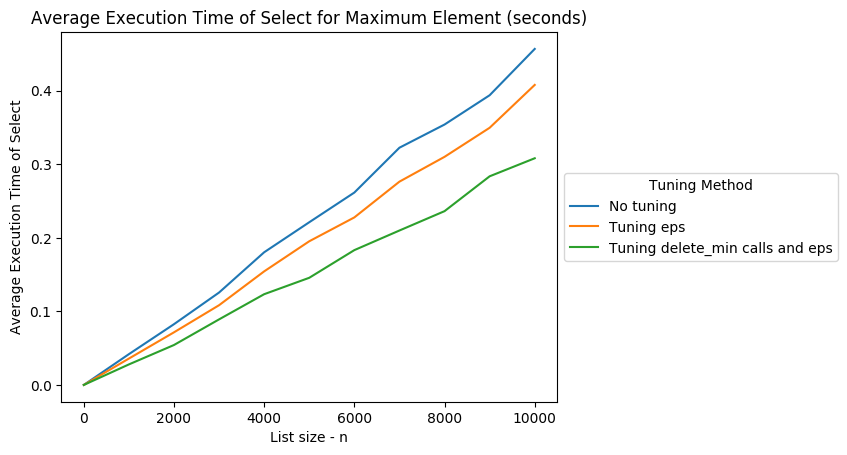 Average Execution Time of Select for Maximum Element (seconds)
Average Execution Time of Select
0.4
0.3
0.2
0.1
0.0
0 2000 4000 6000 8000 10000
List size - n
Tuning Method
No tuning
Tuning eps
Tuning delete_min calls and eps